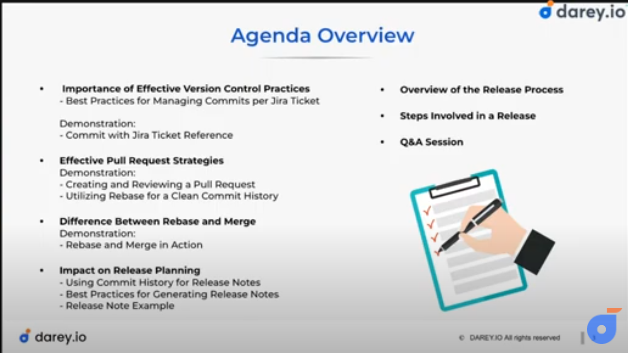 darey.io
Agenda Overview
▪ Importance of Effective Version Control Practices
- Best Practices for Managing Commits per Jira Ticket
Demonstration:
- Commit with Jira Ticket Reference
▪ Effective Pull Request Strategies
Demonstration:
- Creating and Reviewing a Pull Request
- Utilizing Rebase for a Clean Commit History
▪ Difference Between Rebase and Merge
Demonstration:
- Rebase and Merge in Action
▪ Impact on Release Planning
- Using Commit History for Release Notes
- Best Practices for Generating Release Notes
- Release Note Example
▪ Overview of the Release Process
▪ Steps Involved in a Release
▪ Q&A Session
darey.io
© DAREY.IO All rights reserved